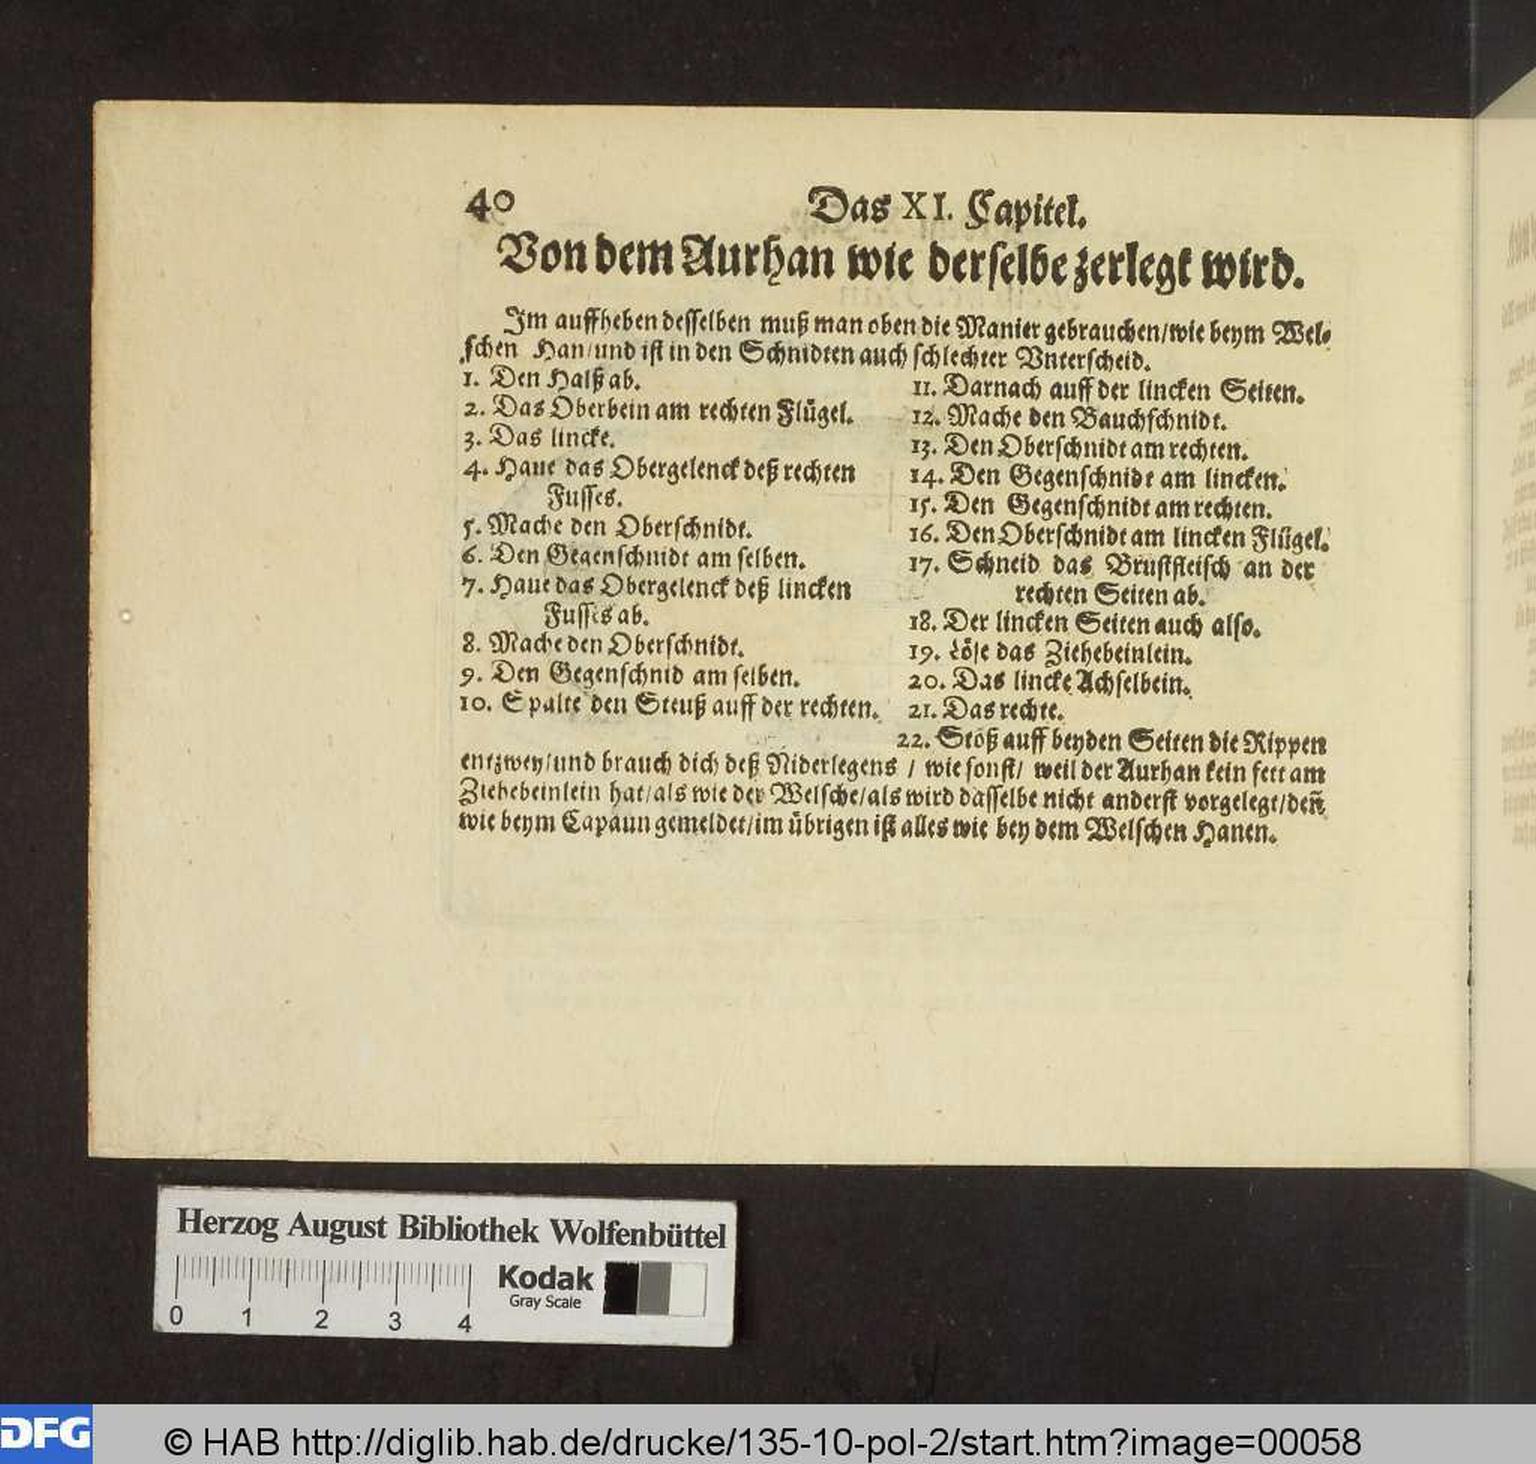 40
Das XI. Capitel.
Von dem Aurhan wie derselbe zerlegt wird.
Im auffheben desselben muß man oben die Manier gebrauchen/wie beym Wel-
schen Han/und ist in den Schnidten auch schlechter Vnterscheid.
1. Den Halß ab.
2. Das Oberbein am rechten Flügel.
3. Das lincke.
4. Haue das Obergelenck deß rechten
Fusses.
5. Mache den Oberschnidt.
6. Den Gegenschnidt am selben.
7. Haue das Obergelenck deß lincken
Fusses ab.
8. Mache den Oberschnidt.
9. Den Gegenschnid am selben.
10. Spalte den Steuß auff der rechten.
11. Darnach auff der lincken Seiten.
12. Mache den Bauchschnidt.
13. Den Oberschnidt am rechten.
14. Den Gegenschnidt am lincken.
15. Den Gegenschnidt am rechten.
16. Den Oberschnidt am lincken Flügel.
17. Schneid das Brustfleisch an der
rechten Seiten ab.
18. Der lincken Seiten auch also.
19. Löse das Ziehebeinlein.
20. Das lincke Achselbein.
21. Das rechte.
22. Stoß auff beyden Seiten die Rippen
entzwey/und brauch dich deß Niderlegens / wie sonst/ weil der Aurhan kein fett am
Ziehebeinlein hat/als wie der Welsche/als wird dasselbe nicht anderst vorgelegt/den̄
wie beym Capaun gemeldet/im übrigen ist alles wie bey dem Welschen Hanen.
Herzog August Bibliothek Wolfenbüttel
Kodak
Gray Scale
0 1 2 3 4
DFG
© HAB http://diglib.hab.de/drucke/135-10-pol-2/start.htm?image=00058